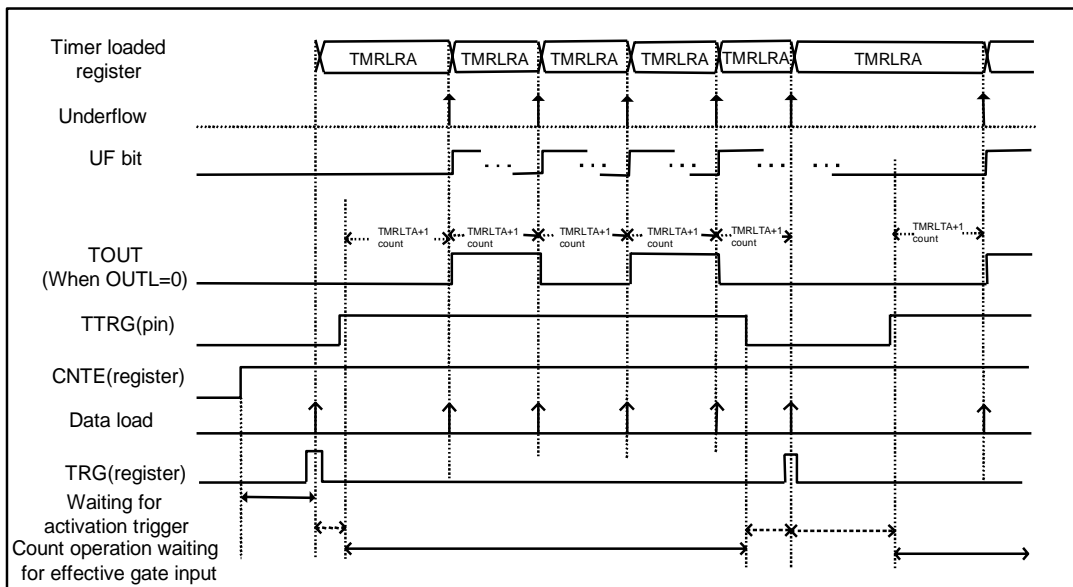 Timer loaded
register
TMRLRA TMRLRA TMRLRA TMRLRA TMRLRA TMRLRA
Underflow
UF bit
TMRLTA+1
count
TMRLTA+1
count
TMRLTA+1
count
TMRLTA+1
count
TMRLTA+1
count
TMRLTA+1
count
TOUT
(When OUTL=0)
TTRG(pin)
CNTE(register)
Data load
TRG(register)
Waiting for
activation trigger
Count operation waiting
for effective gate input